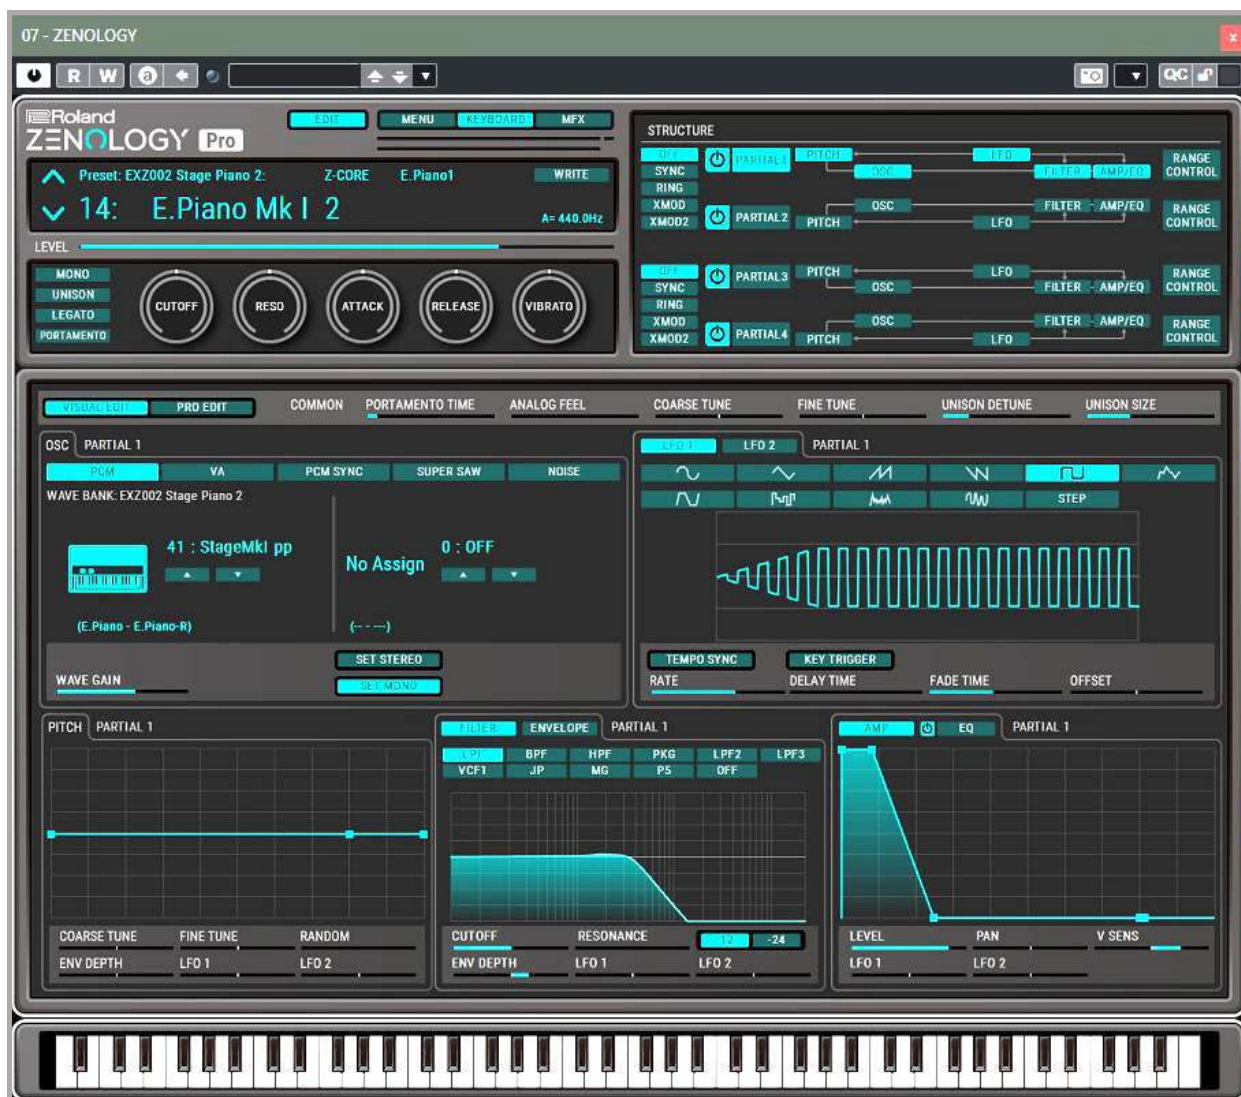 07 - ZENOLOGY
R W a QC
Roland
ZENOLOGY Pro
EDIT MENU KEYBOARD MFX
Preset: EXZ002 Stage Piano 2: Z-CORE E.Piano1 WRITE
14: E.Piano Mk I 2 A= 440.0Hz
LEVEL
MONO
UNISON
LEGATO
PORTAMENTO
CUTOFF RESO ATTACK RELEASE VIBRATO
STRUCTURE
OFF PARTIAL1 PITCH LFO RANGE
SYNC OSC FILTER AMP/EQ CONTROL
RING
XMOD OSC FILTER AMP/EQ RANGE
XMOD2 PARTIAL2 PITCH LFO CONTROL
OFF PARTIAL3 PITCH LFO RANGE
SYNC OSC FILTER AMP/EQ CONTROL
RING
XMOD OSC FILTER AMP/EQ RANGE
XMOD2 PARTIAL4 PITCH LFO CONTROL
VISUAL EDIT PRO EDIT COMMON PORTAMENTO TIME ANALOG FEEL COARSE TUNE FINE TUNE UNISON DETUNE UNISON SIZE
OSC PARTIAL 1
PCM VA PCM SYNC SUPER SAW NOISE
WAVE BANK: EXZ002 Stage Piano 2
41 : StageMkI pp
No Assign 0 : OFF
(E.Piano - E.Piano-R) (-- - ---)
SET STEREO
WAVE GAIN SET MONO
LFO 1 LFO 2 PARTIAL 1
STEP
TEMPO SYNC KEY TRIGGER
RATE DELAY TIME FADE TIME OFFSET
PITCH PARTIAL 1
COARSE TUNE FINE TUNE RANDOM
ENV DEPTH LFO 1 LFO 2
FILTER ENVELOPE PARTIAL 1
LPF BPF HPF PKG LPF2 LPF3
VCF1 JP MG P5 OFF
CUTOFF RESONANCE -12 -24
ENV DEPTH LFO 1 LFO 2
AMP EQ PARTIAL 1
LEVEL PAN V SENS
LFO 1 LFO 2